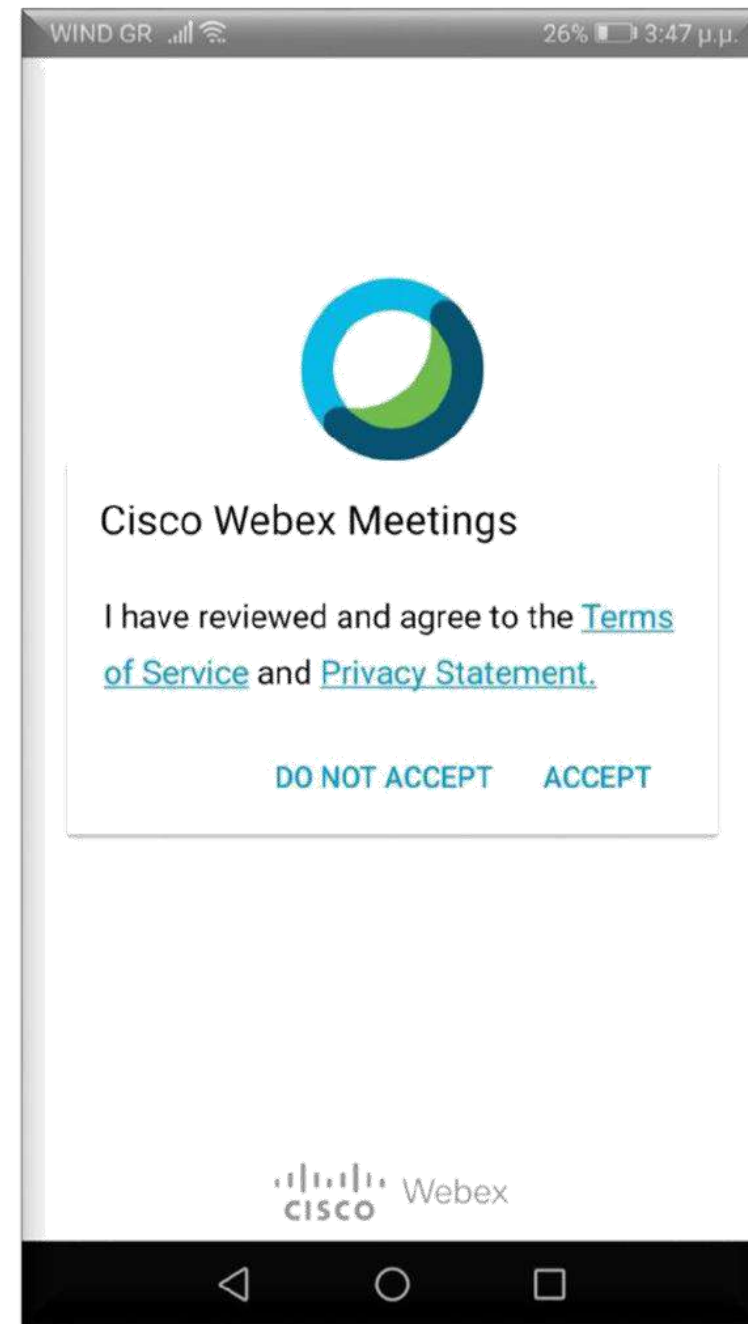 WIND GR 26% 3:47 μ.μ.
Cisco Webex Meetings
I have reviewed and agree to the Terms
of Service and Privacy Statement.
DO NOT ACCEPT ACCEPT
CISCO Webex